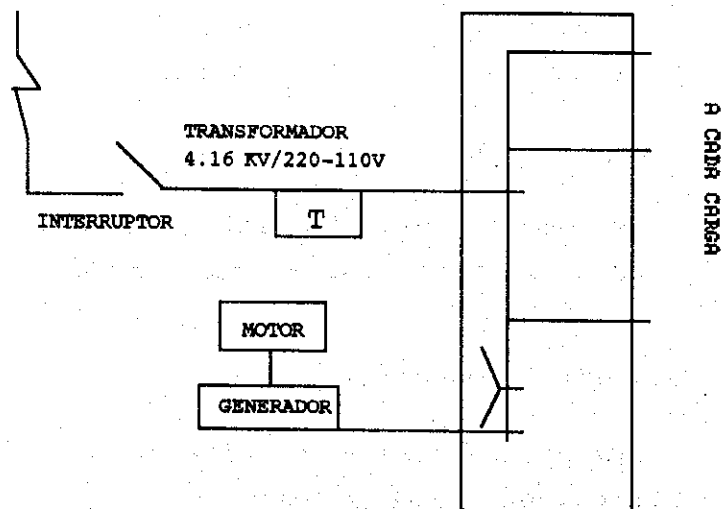 TRANSFORMADOR
4.16 KV/220-110V
INTERRUPTOR
T
MOTOR
GENERADOR
A CADA CARGA